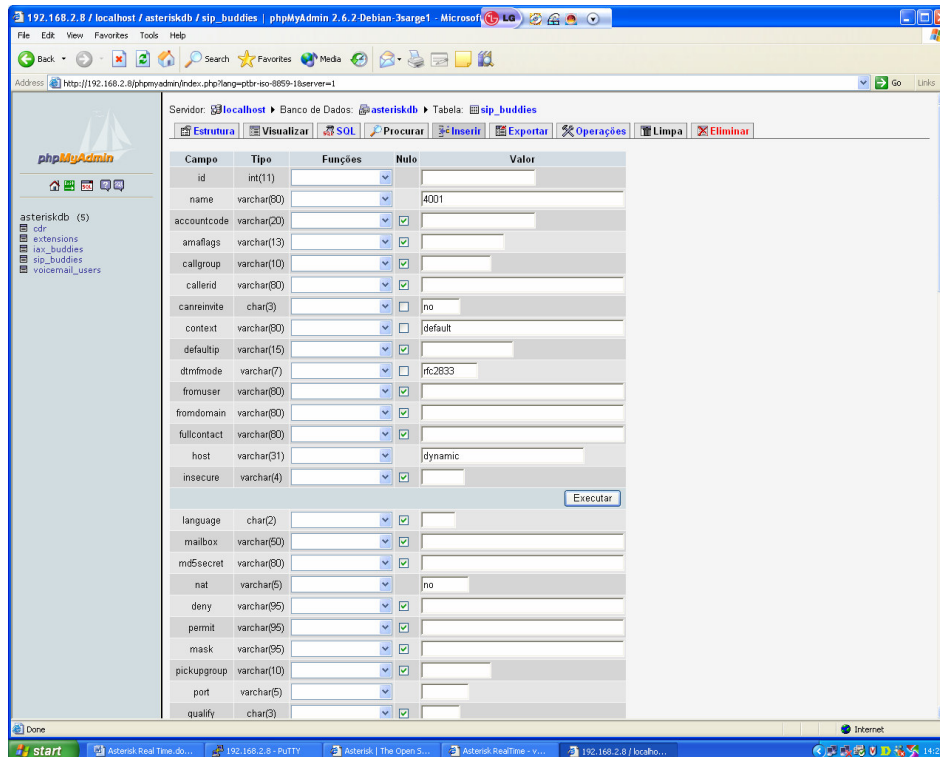 192.168.2.8 / localhost / asteriskdb / sip_buddies | phpMyAdmin 2.6.2-Debian-3sarge1 - Microsof
LG
File Edit View Favorites Tools Help
Back Search Favorites Media
Address http://192.168.2.8/phpmyadmin/index.php?lang=ptbr-iso-8859-1&server=1 Go Links
phpMyAdmin
SQL
asteriskdb (5)
cdr
extensions
iax_buddies
sip_buddies
voicemail_users
Servidor: localhost Banco de Dados: asteriskdb Tabela: sip_buddies
Estrutura Visualizar SQL Procurar Inserir Exportar Operações Limpa Eliminar
Campo Tipo Funções Nulo Valor
id int(11)
name varchar(80) 4001
accountcode varchar(20)
amaflags varchar(13)
callgroup varchar(10)
callerid varchar(80)
canreinvite char(3) no
context varchar(80) default
defaultip varchar(15)
dtmfmode varchar(7) rfc2833
fromuser varchar(80)
fromdomain varchar(80)
fullcontact varchar(80)
host varchar(31) dynamic
insecure varchar(4)
Executar
language char(2)
mailbox varchar(50)
md5secret varchar(80)
nat varchar(5) no
deny varchar(95)
permit varchar(95)
mask varchar(95)
pickupgroup varchar(10)
port varchar(5)
qualify char(3)
Done Internet
start Asterisk Real Time.do... 192.168.2.8 - PuTTY Asterisk | The Open S... Asterisk RealTime - v... 192.168.2.8 / localho...